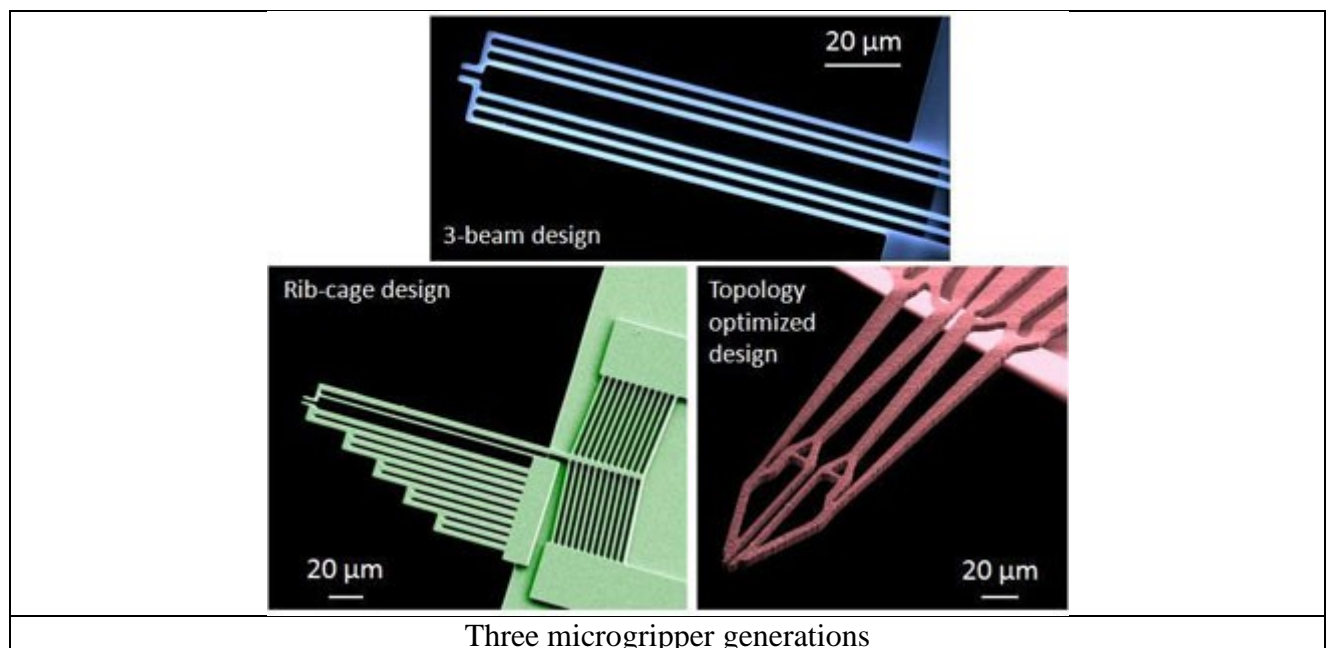 20 µm
3-beam design
Rib-cage design
20 µm
Topology
optimized
design
20 µm
Three microgripper generations